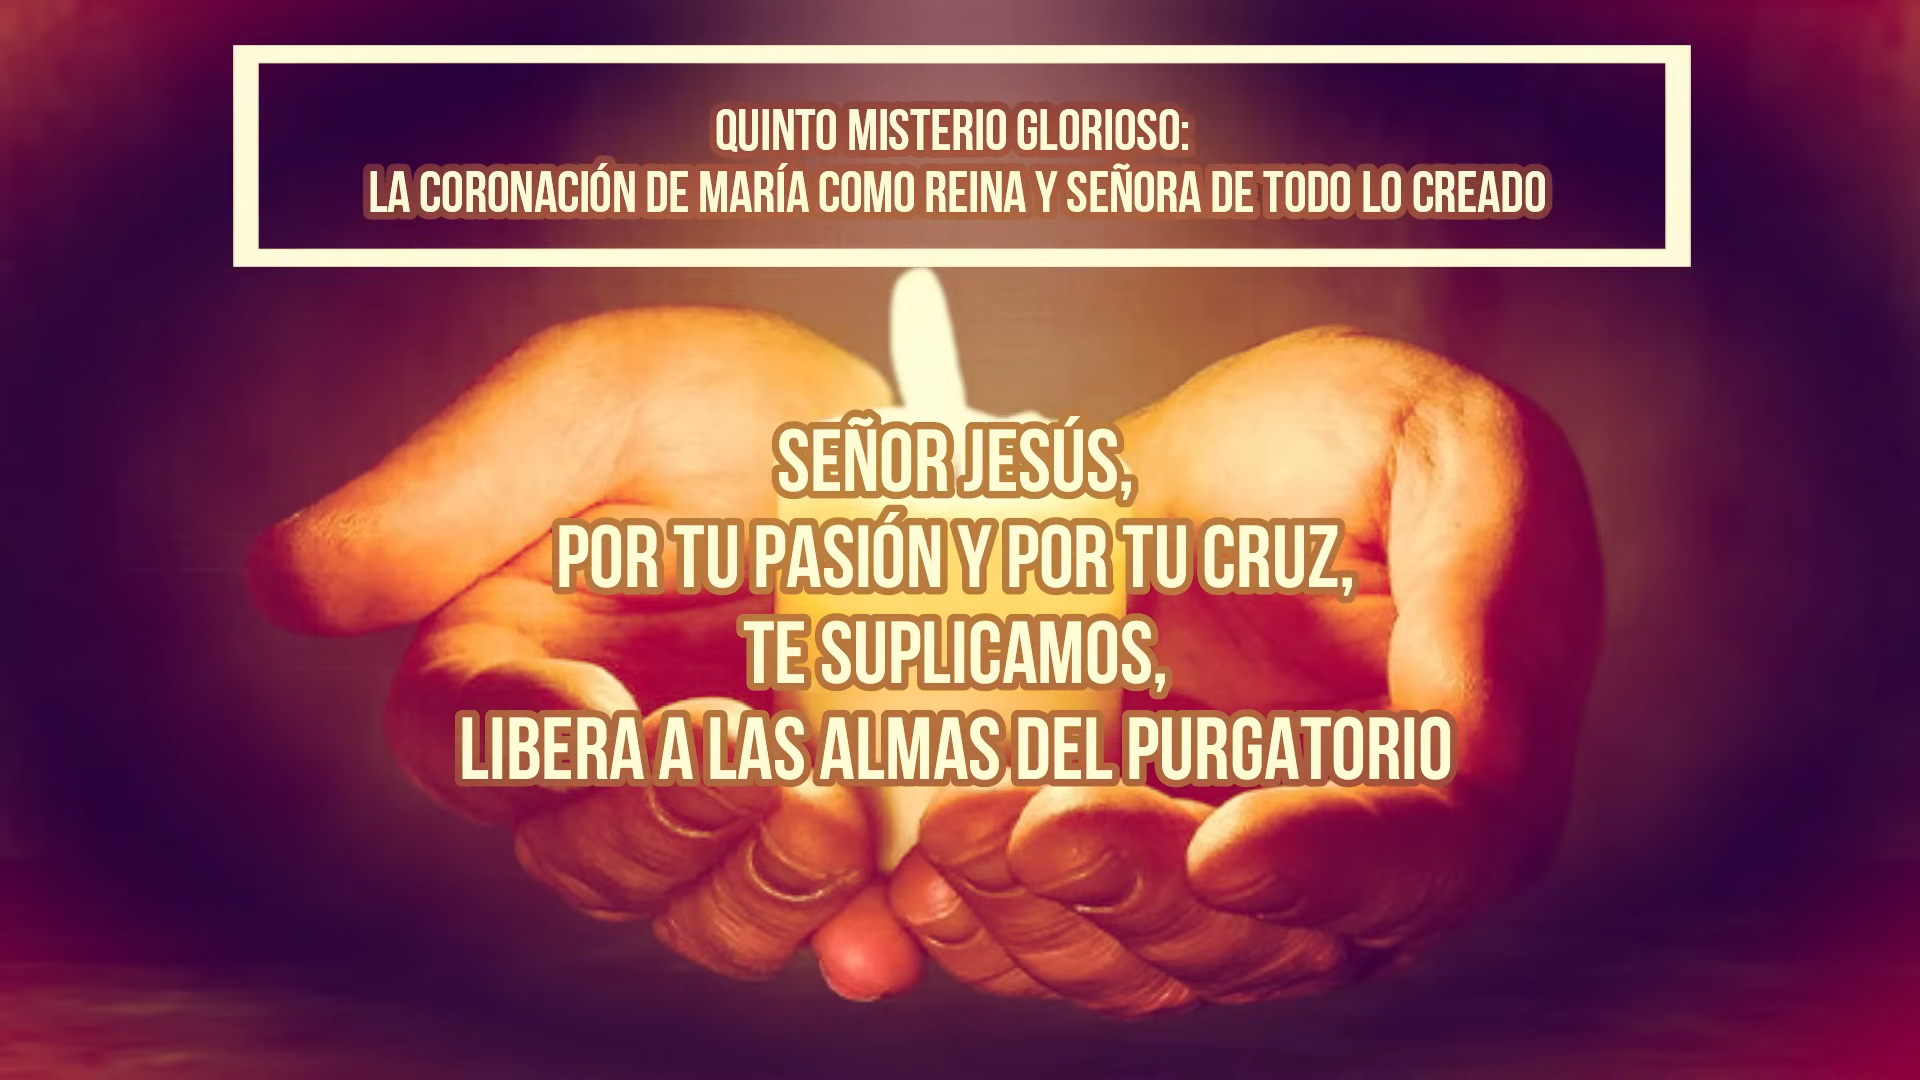 QUINTO MISTERIO GLORIOSO:
LA CORONACIÓN DE MARÍA COMO REINA Y SEÑORA DE TODO LO CREADO
SEÑOR JESÚS,
POR TU PASIÓN Y POR TU CRUZ,
TE SUPLICAMOS,
LIBERA A LAS ALMAS DEL PURGATORIO